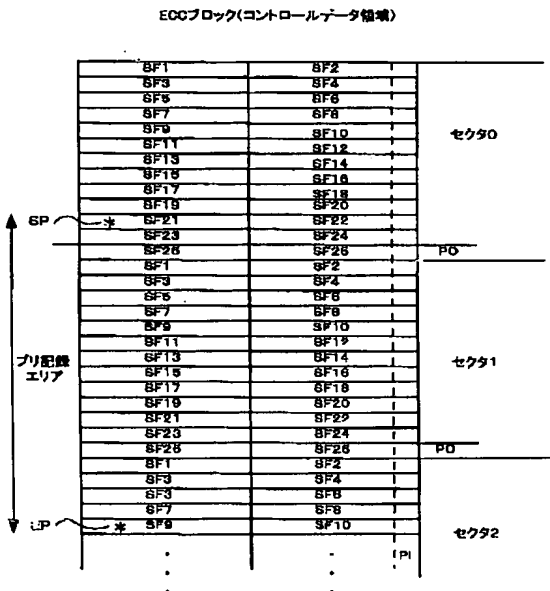 ECCブロック(コントロールデータ領域)
SF1 SF2
SF3 SF4
SF5 SF6
SF7 SF8
SF9 SF10
SF11 SF12
セクタ0
SF13 SF14
SF15 SF16
SF17 SF18
SF19 SF20
SP * SF21 SF22
SF23 SF24
SF25 SF26 PO
SF1 SF2
SF3 SF4
SF5 SF6
SF7 SF8
SF9 SF10
SF11 SF12
プリ記録
エリア
SF13 SF14
セクタ1
SF15 SF16
SF17 SF18
SF19 SF20
SF21 SF22
SF23 SF24
SF25 SF26 PO
SF1 SF2
SF3 SF4
SF3 SF6
SF7 SF8
EP * SF9 SF10
セクタ2
PI